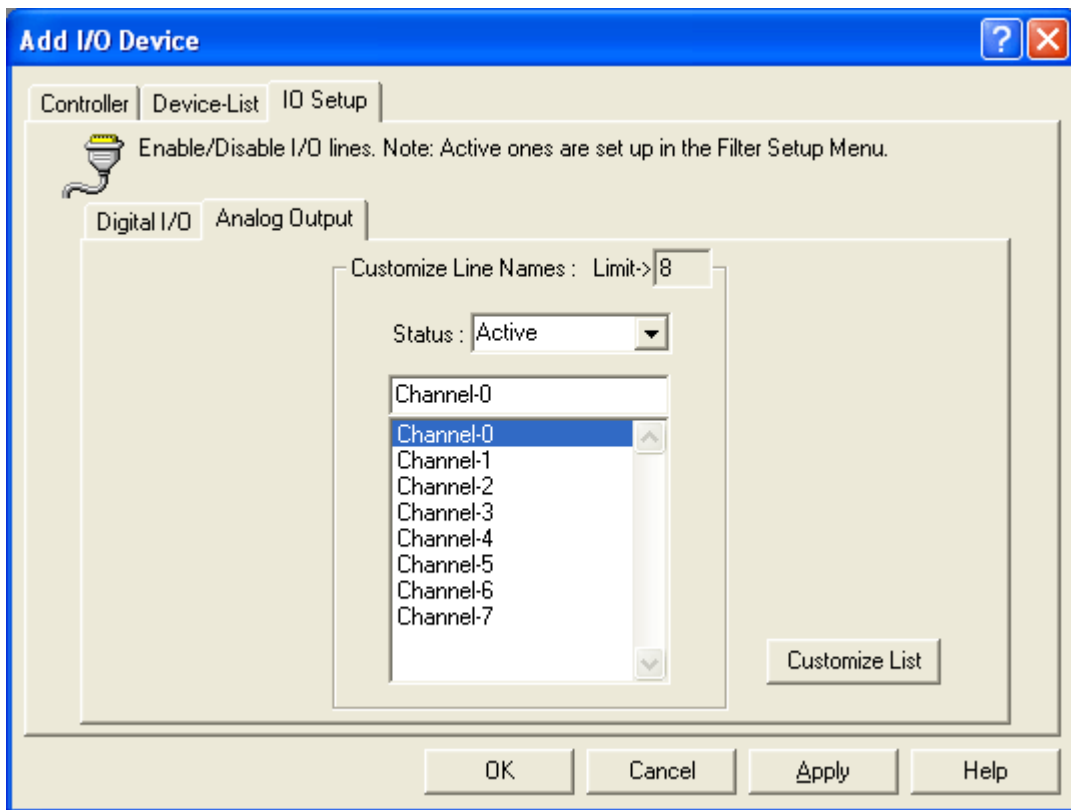 Add I/O Device
Controller Device-List IO Setup
Enable/Disable I/O lines. Note: Active ones are set up in the Filter Setup Menu.
Digital I/O Analog Output
Customize Line Names : Limit-> 8
Status : Active
Channel-0
Channel-0
Channel-1
Channel-2
Channel-3
Channel-4
Channel-5
Channel-6
Channel-7
Customize List
OK Cancel Apply Help